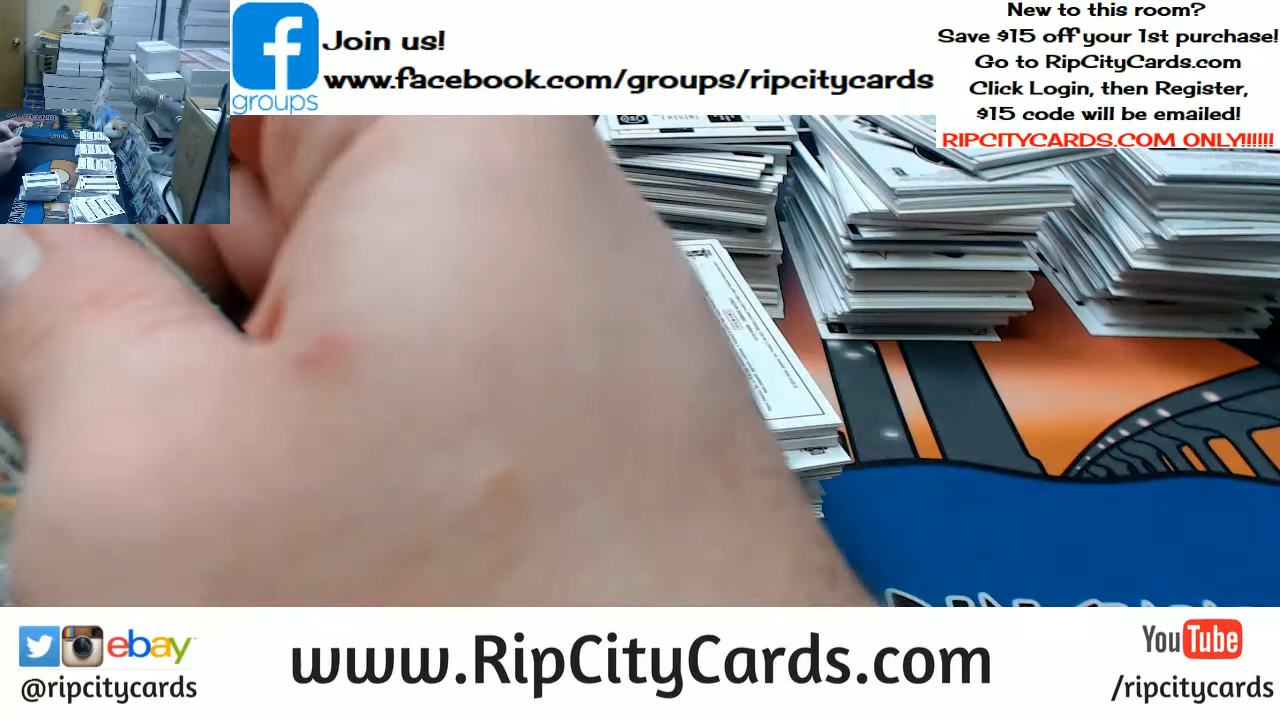 Join us!
www.facebook.com/groups/ripcitycards
groups
New to this room?
Save $15 off your 1st purchase!
Go to RipCityCards.com
Click Login, then Register,
$15 code will be emailed!
RIPCITYCARDS.COM ONLY!!!!!!
ebay
@ripcitycards
www.RipCityCards.com
YouTube
/ripcitycards